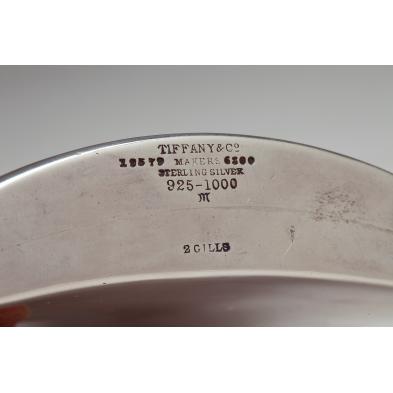 TIFFANY & Co
19579 MAKERS 6300
STERLING SILVER
925-1000
M
2 GILLS